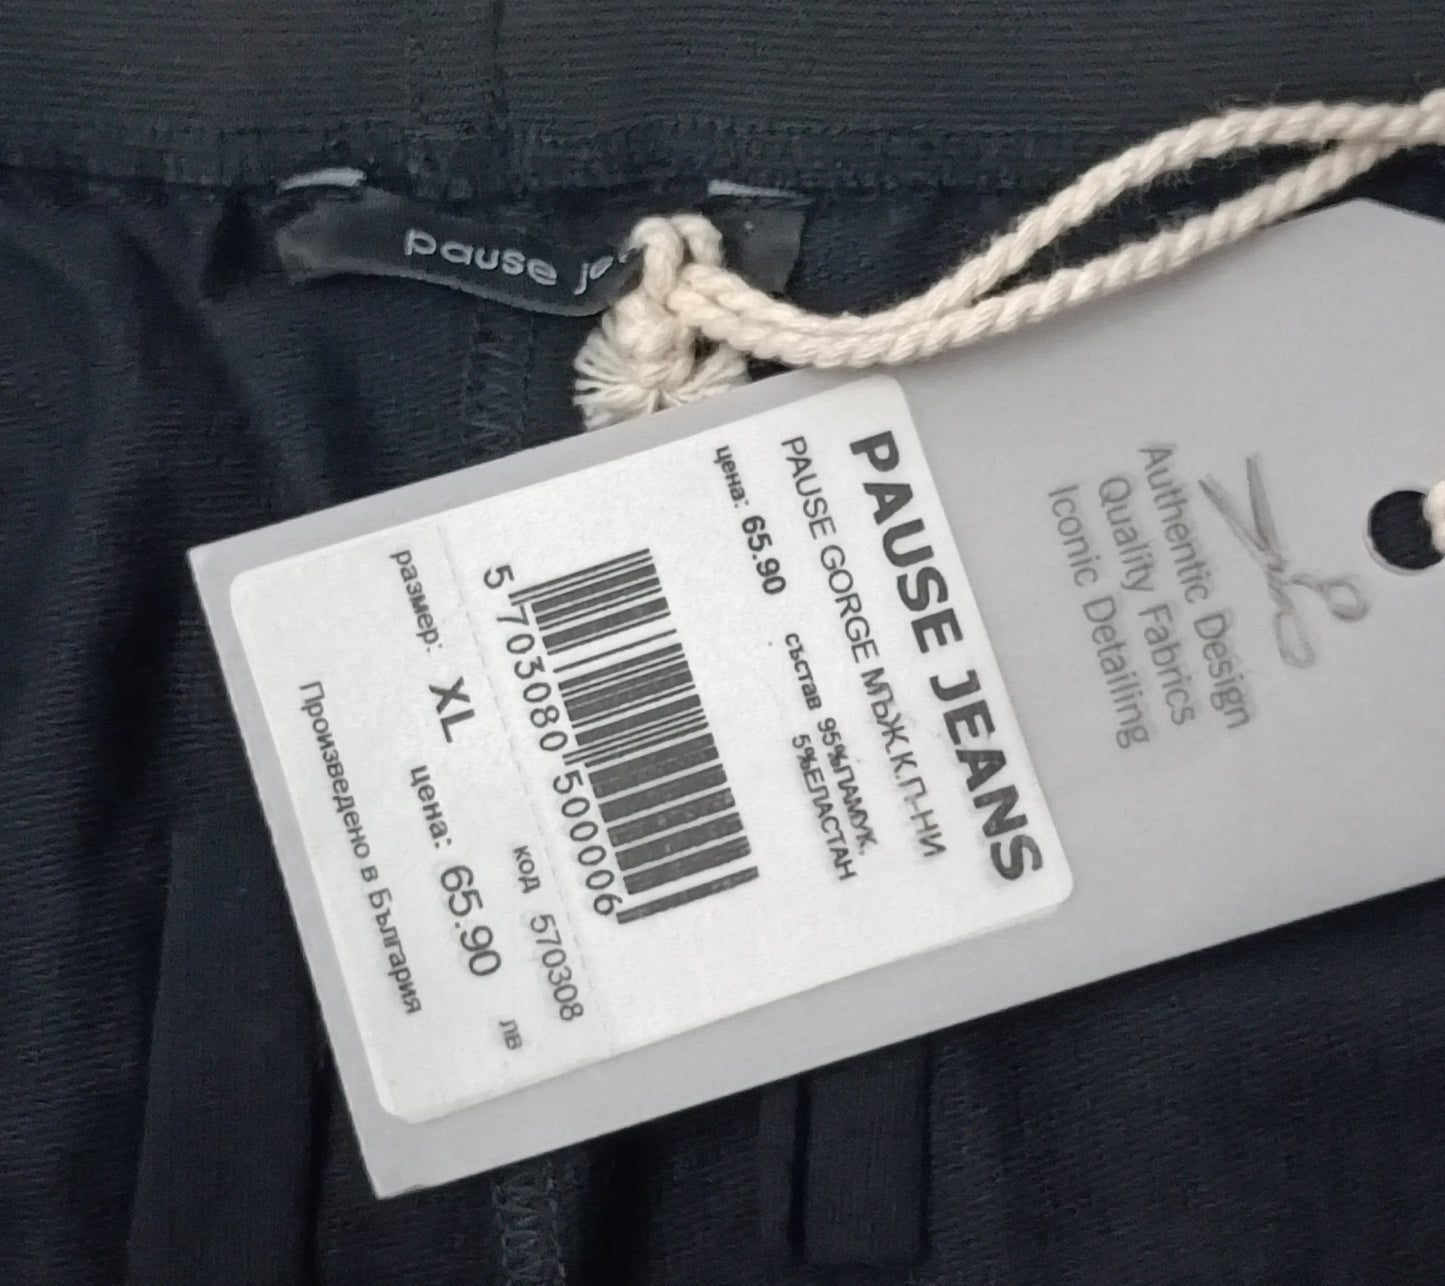 pause
PAUSE JEANS
PAUSE GORGE МЪЖ.К.П-НИ
цена: 65.90 състав 95%ПАМУК,
5%ЕЛАСТАН
5 703080 500006
код 570308
размер: XL цена: 65.90 лв
Произведено в България
Authentic Design
Quality Fabrics
Iconic Detailing